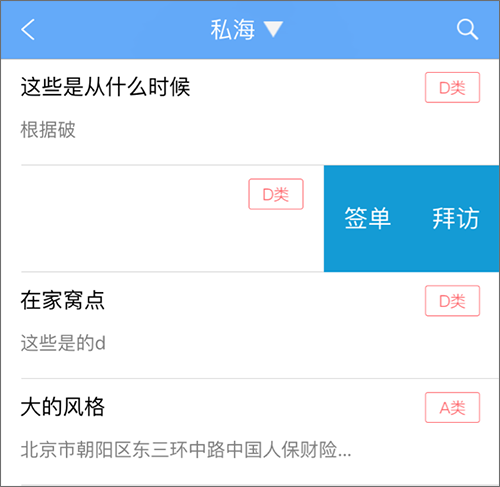 私海
这些是从什么时候
D类
根据破
D类
签单 拜访
在家窝点
D类
这些是的d
大的风格
A类
北京市朝阳区东三环中路中国人保财险...